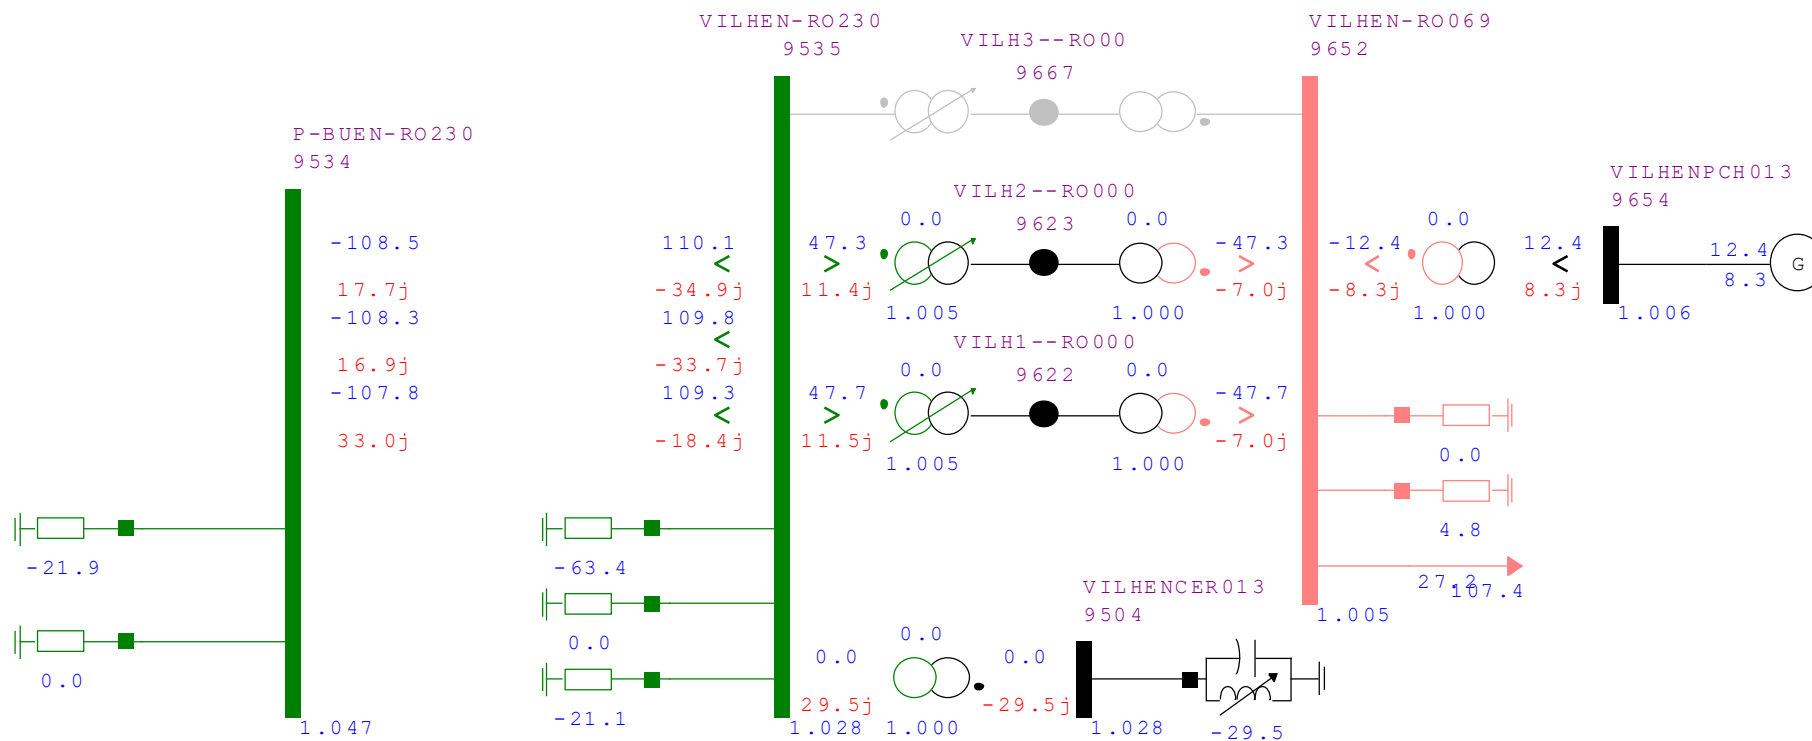 VILHEN-RO230
9535
VILHEN-RO069
9652
VILH3--RO00
9667
P-BUEN-RO230
9534
VILHENPCH013
9654
VILH2--RO000
9623
0.0
0.0
0.0
-108.5
110.1
47.3
-47.3
-12.4
12.4
12.4
G
<
>
>
<
<
8.3
17.7j
-34.9j
11.4j
-7.0j
-8.3j
8.3j
1.005
1.000
1.000
1.006
-108.3
109.8
<
VILH1--RO000
9622
16.9j
-33.7j
0.0
0.0
-107.8
109.3
47.7
-47.7
<
>
>
33.0j
-18.4j
11.5j
-7.0j
1.005
1.000
0.0
4.8
-21.9
-63.4
27.2
107.4
VILHENCER013
9504
1.005
0.0
0.0
0.0
0.0
0.0
29.5j
-29.5j
-21.1
1.047
1.028
1.000
1.028
-29.5